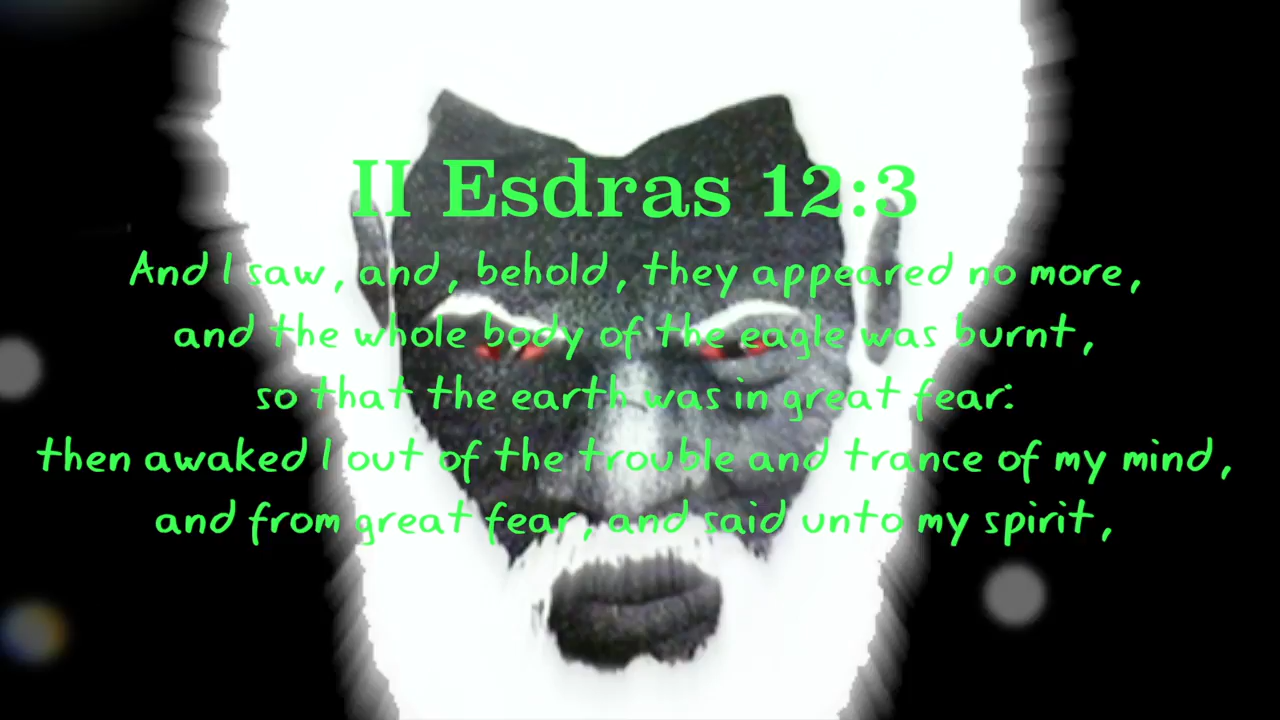 II Esdras 12:3
And I saw, and, behold, they appeared no more,
and the whole body of the eagle was burnt,
so that the earth was in great fear:
then awaked I out of the trouble and trance of my mind,
and from great fear, and said unto my spirit,